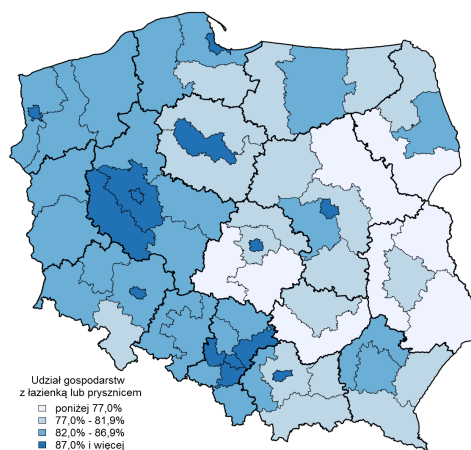 Udział gospodarstw
z łazienką lub prysznicem
poniżej 77,0%
77,0% - 81,9%
82,0% - 86,9%
87,0% i więcej